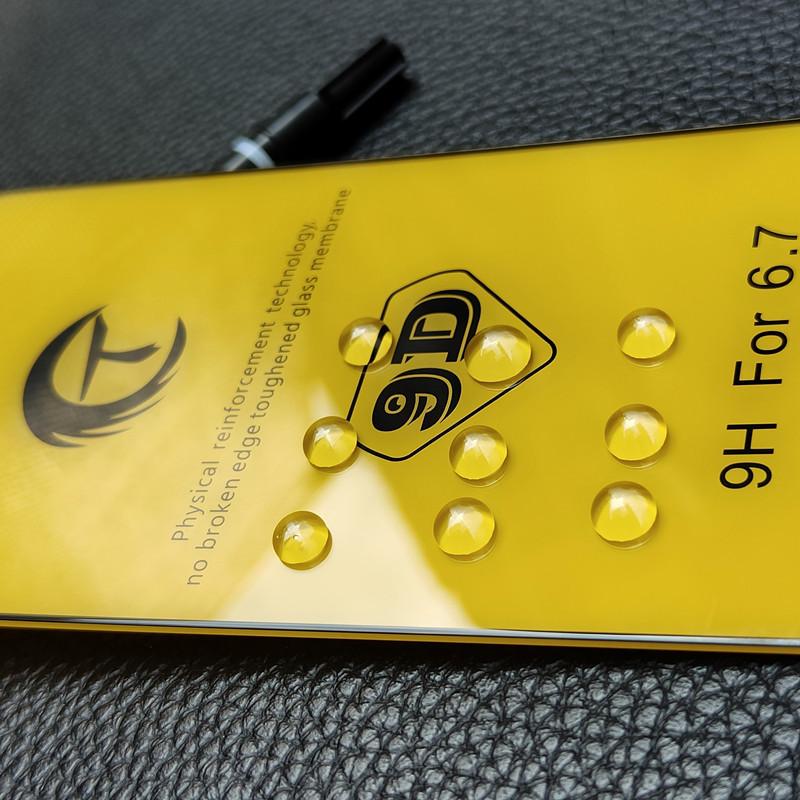 T
Physical reinforcement technology,
no broken edge toughened glass membrane
9D
9H For 6.7